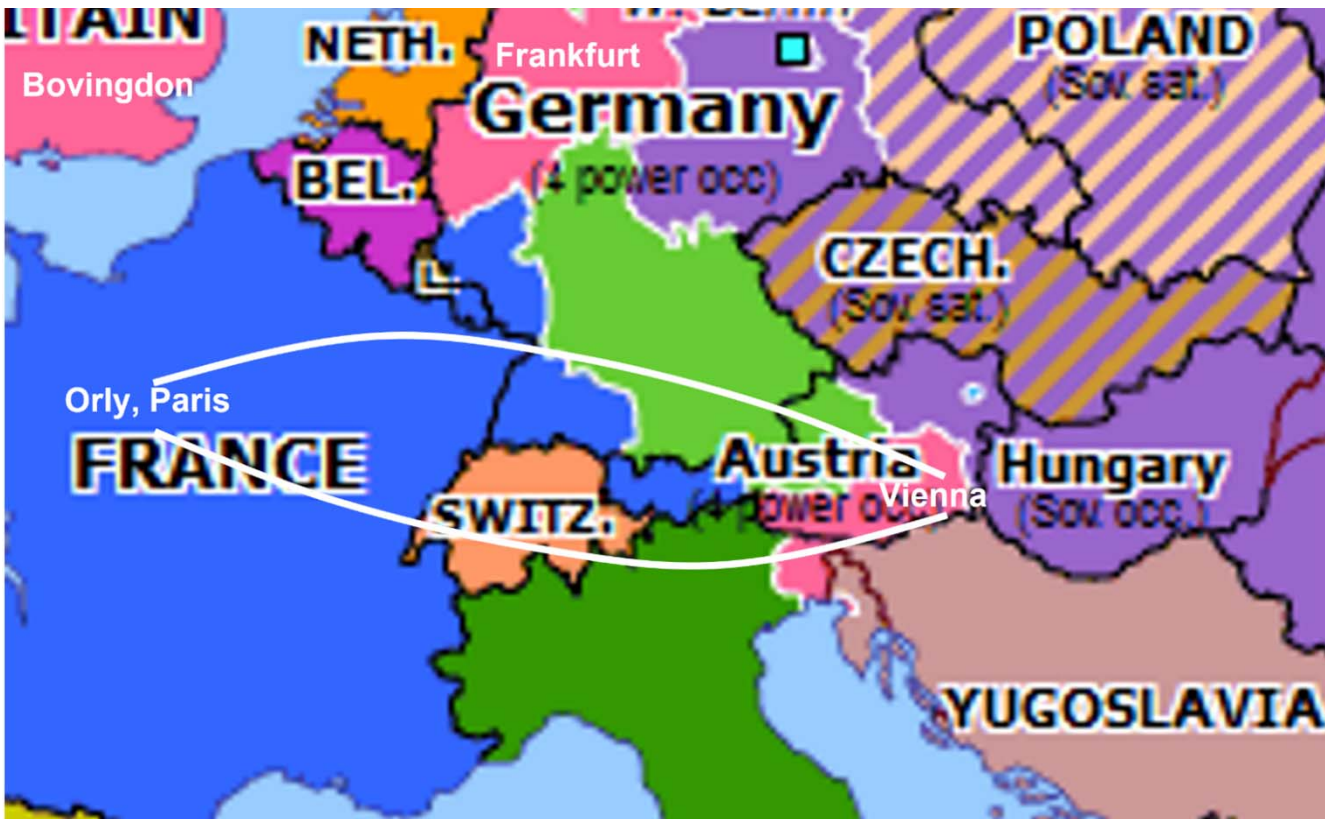 ITAIN
Bovingdon
NETH.
Frankfurt
Germany
(4 power occ)
POLAND
(Sov. sat.)
BEL.
L
CZECH.
(Sov. sat.)
Orly, Paris
FRANCE
SWITZ.
Austria
(4 power occ.)
Vienna
Hungary
(Sov. occ.)
YUGOSLAVIA